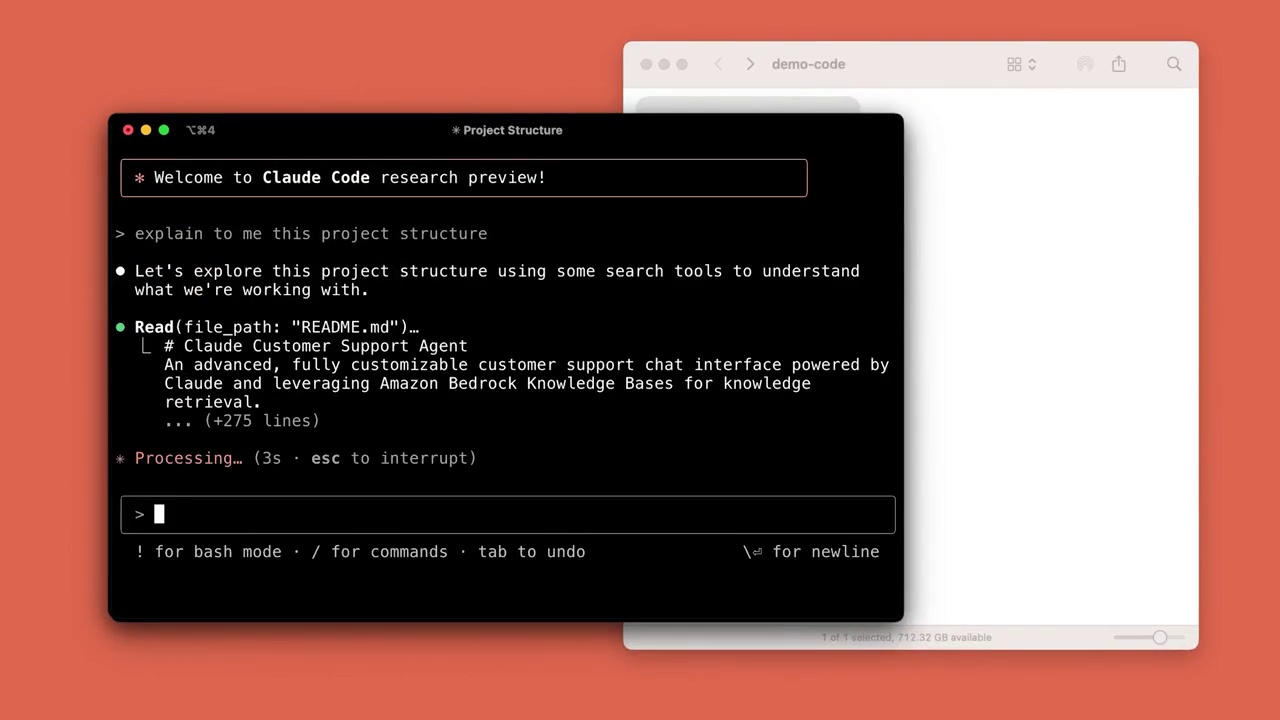 demo-code
⌥⌘4
✳ Project Structure
✻ Welcome to Claude Code research preview!
> explain to me this project structure
● Let's explore this project structure using some search tools to understand
what we're working with.
● Read(file_path: "README.md")…
⎿ # Claude Customer Support Agent
An advanced, fully customizable customer support chat interface powered by
Claude and leveraging Amazon Bedrock Knowledge Bases for knowledge
retrieval.
... (+275 lines)
✳ Processing… (3s · esc to interrupt)
>
! for bash mode · / for commands · tab to undo
\⏎ for newline
1 of 1 selected, 712.32 GB available